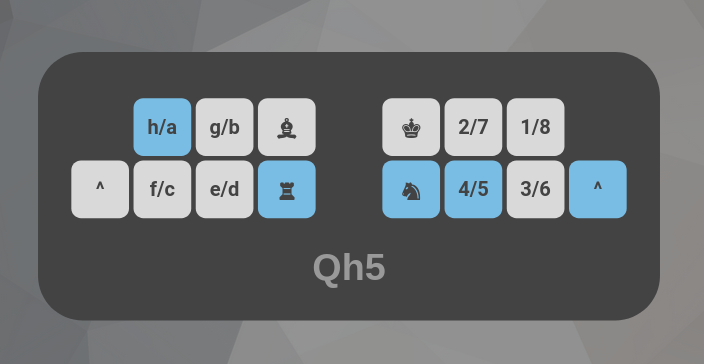 h/a g/b ♝ ♚ 2/7 1/8
^ f/c e/d ♜ ♞ 4/5 3/6 ^
Qh5